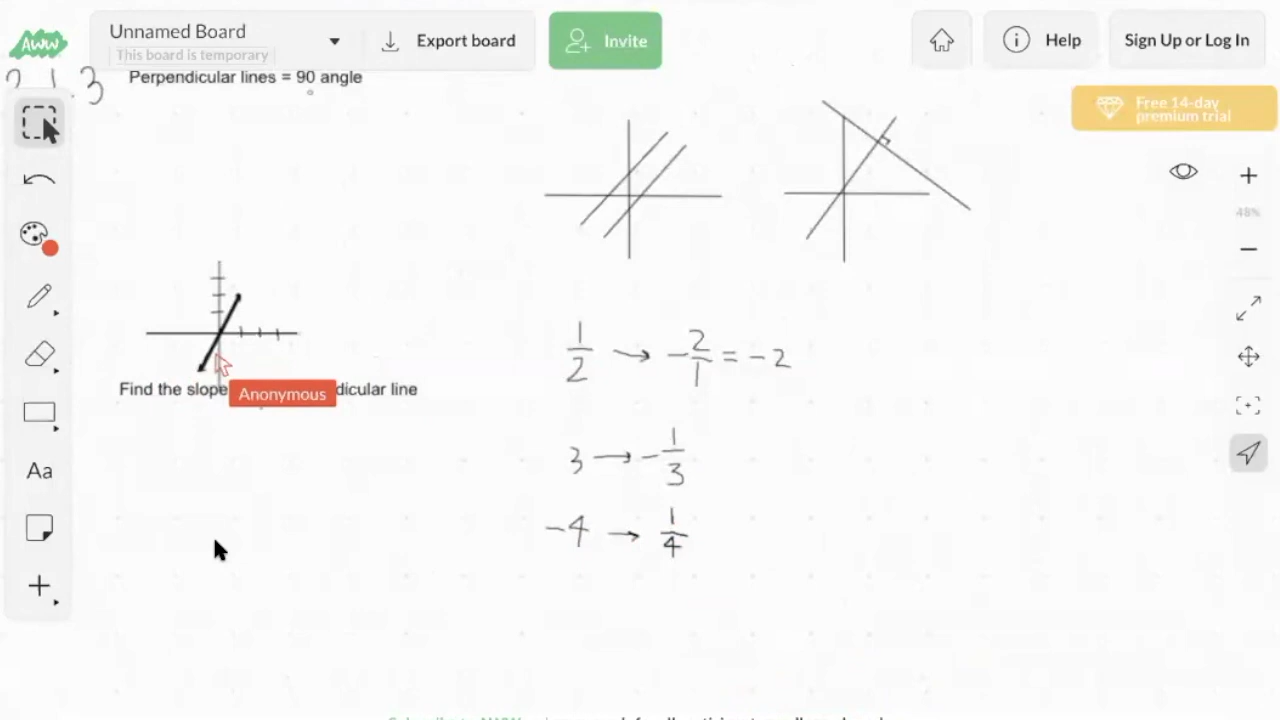 AWW
Unnamed Board
This board is temporary
Export board
Invite
Help
Sign Up or Log In
Perpendicular lines = 90 angle
Free 14-day
premium trial
48%
1/2 → -2/1 = -2
Find the slope
Anonymous
dicular line
3 → -1/3
-4 → 1/4
Aa